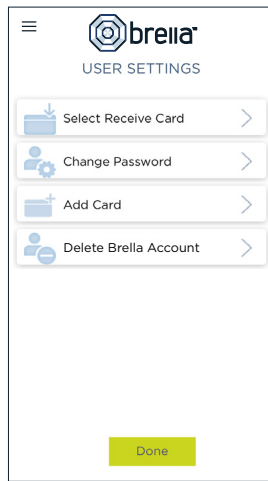 brella
USER SETTINGS
Select Receive Card
Change Password
Add Card
Delete Brella Account
Done